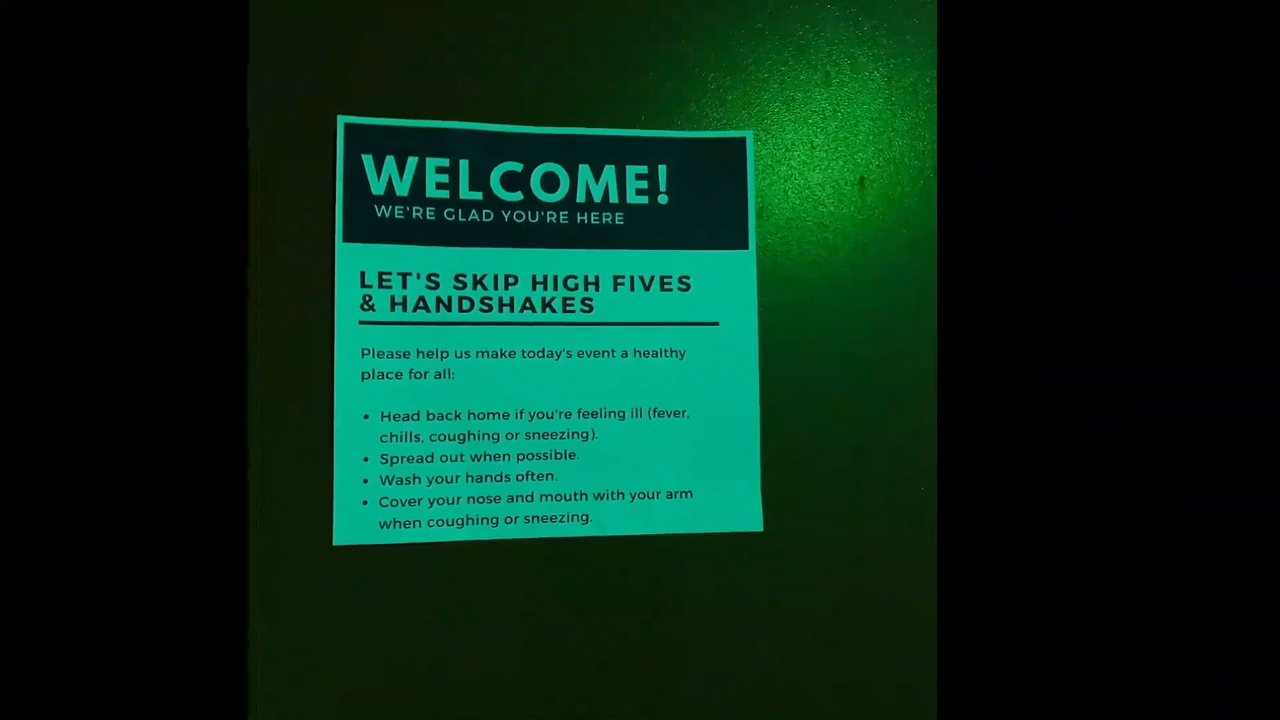 WELCOME!
WE'RE GLAD YOU'RE HERE
LET'S SKIP HIGH FIVES
& HANDSHAKES
Please help us make today's event a healthy
place for all:
• Head back home if you're feeling ill (fever,
chills, coughing or sneezing).
• Spread out when possible.
• Wash your hands often.
• Cover your nose and mouth with your arm
when coughing or sneezing.